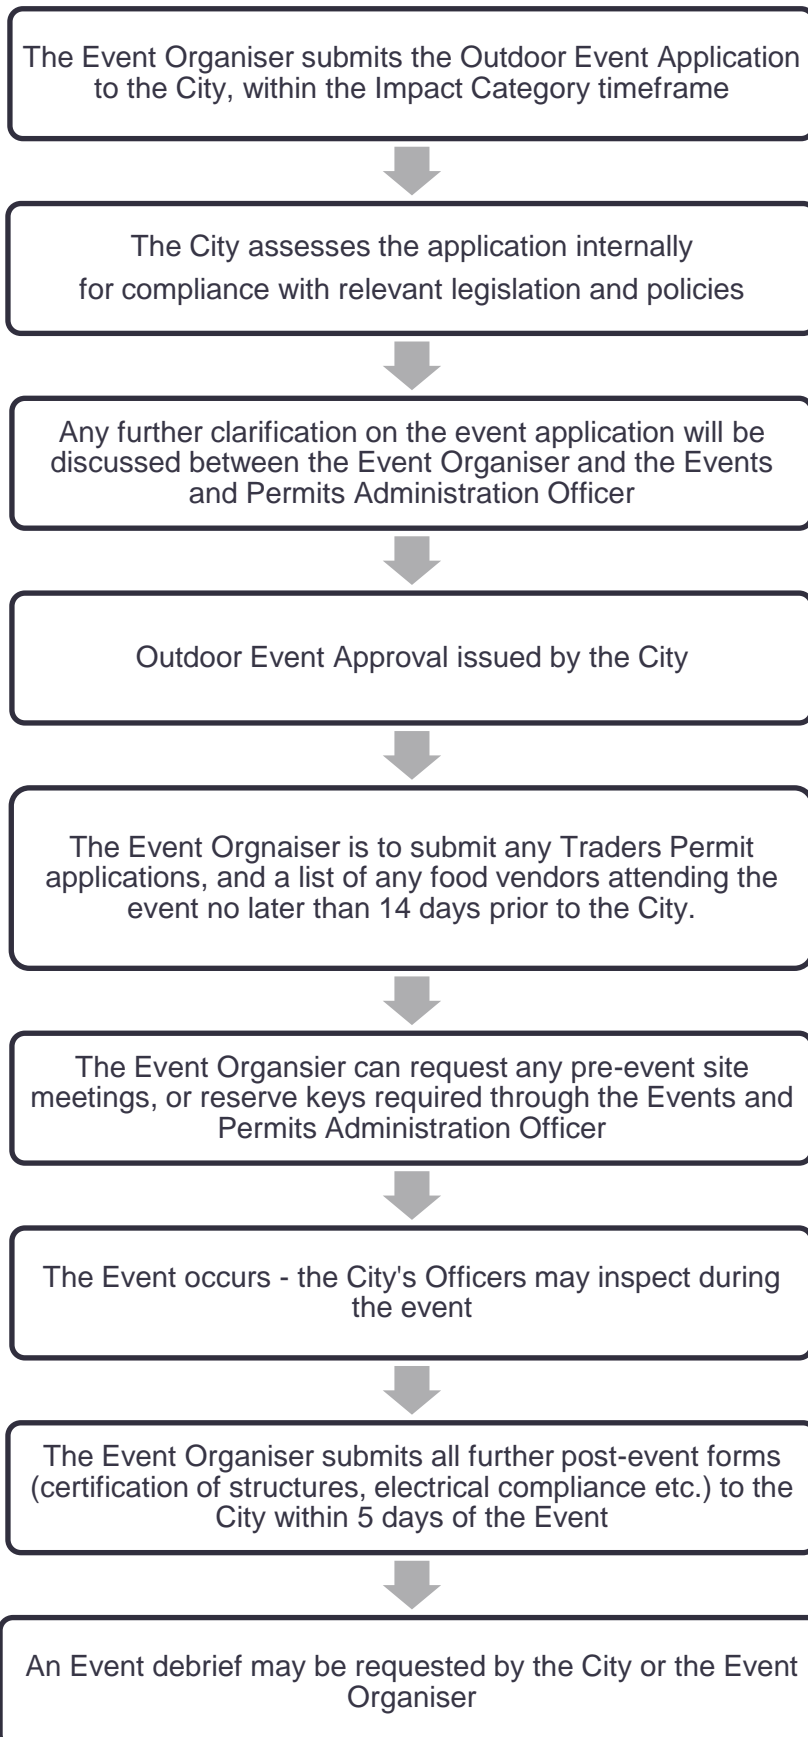 The Event Organiser submits the Outdoor Event Application
to the City, within the Impact Category timeframe
The City assesses the application internally
for compliance with relevant legislation and policies
Any further clarification on the event application will be
discussed between the Event Organiser and the Events
and Permits Administration Officer
Outdoor Event Approval issued by the City
The Event Orgnaiser is to submit any Traders Permit
applications, and a list of any food vendors attending the
event no later than 14 days prior to the City.
The Event Organsier can request any pre-event site
meetings, or reserve keys required through the Events and
Permits Administration Officer
The Event occurs - the City's Officers may inspect during
the event
The Event Organiser submits all further post-event forms
(certification of structures, electrical compliance etc.) to the
City within 5 days of the Event
An Event debrief may be requested by the City or the Event
Organiser